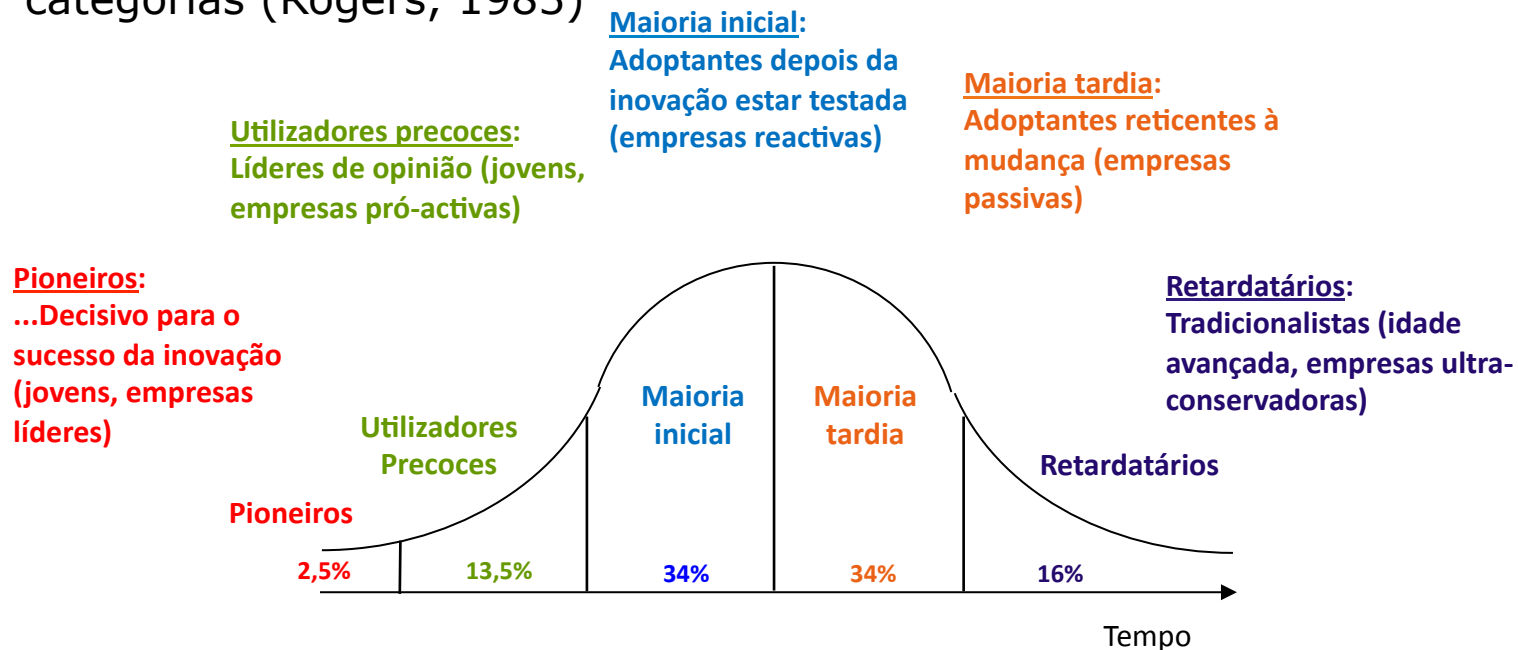 categorias (Rogers, 1983)
Maioria inicial:
Adoptantes depois da
inovação estar testada
(empresas reactivas)
Maioria tardia:
Adoptantes reticentes à
mudança (empresas
passivas)
Utilizadores precoces:
Líderes de opinião (jovens,
empresas pró-activas)
Pioneiros:
...Decisivo para o
sucesso da inovação
(jovens, empresas
líderes)
Retardatários:
Tradicionalistas (idade
avançada, empresas ultra-
conservadoras)
Utilizadores
Precoces
Maioria
inicial
Maioria
tardia
Retardatários
Pioneiros
2,5%
13,5%
34%
34%
16%
Tempo